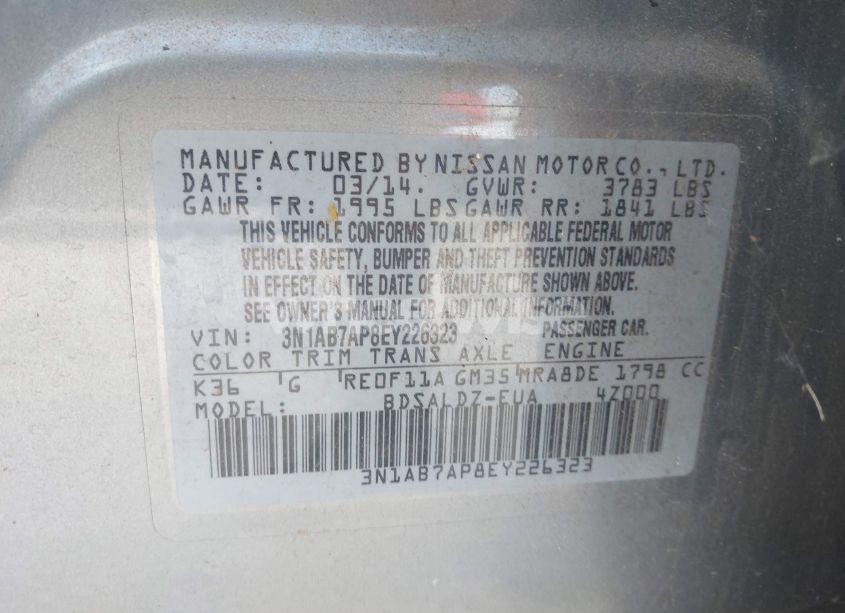 MANUFACTURED BY NISSAN MOTOR CO., LTD.
DATE: 03/14. GVWR: 3783 LBS
GAWR FR: 1995 LBS GAWR RR: 1841 LBS
THIS VEHICLE CONFORMS TO ALL APPLICABLE FEDERAL MOTOR
VEHICLE SAFETY, BUMPER AND THEFT PREVENTION STANDARDS
IN EFFECT ON THE DATE OF MANUFACTURE SHOWN ABOVE.
SEE OWNER'S MANUAL FOR ADDITIONAL INFORMATION.
VIN: 3N1AB7AP8EY226323 PASSENGER CAR.
COLOR TRIM TRANS AXLE ENGINE
K36 G RE0F11A GM35 MRA8DE 1798 CC
MODEL: BDSALDZ-EUA 4Z000
3N1AB7AP8EY226323